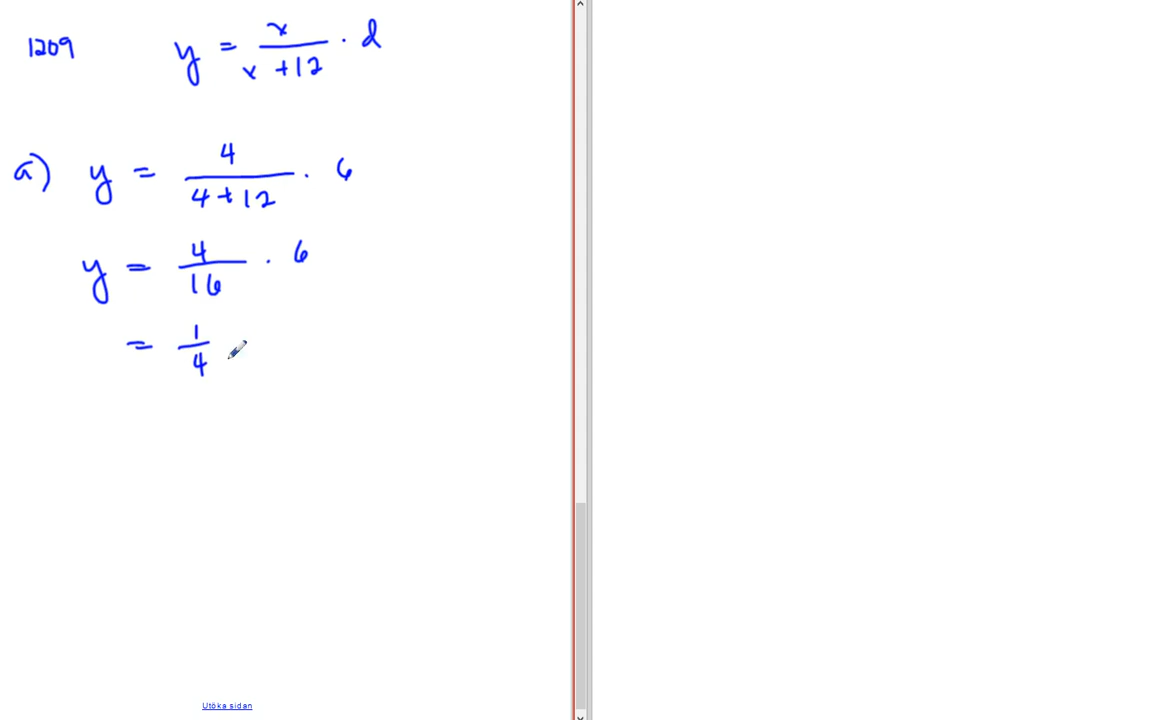 1209 y = x / (x + 12) · d
a) y = 4 / (4 + 12) · 6
y = 4 / 16 · 6
= 1 / 4
Utöka sidan